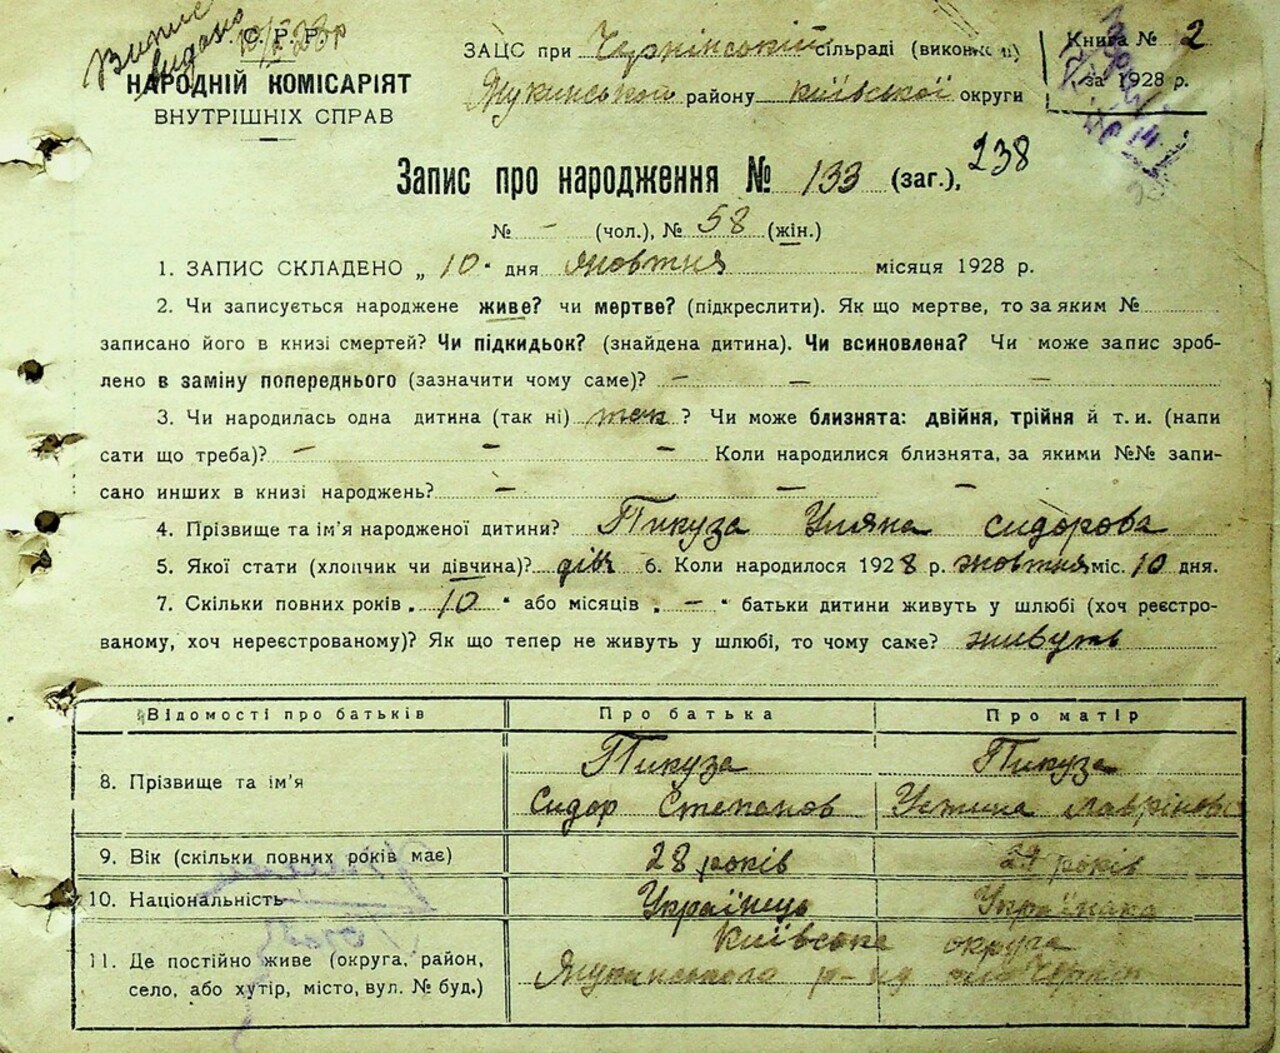 Випис видано
. С. Р. Р.
НАРОДНІЙ КОМІСАРІЯТ
ВНУТРІШНІХ СПРАВ
ЗАЦС при Чернінській сільраді (виконкомі)
Жукинської району київської округи
Книга № 2
за 1928 р.
Запис про народження № 133 (заг.), 238
№ - (чол.), № 58 (жін.)
1. ЗАПИС СКЛАДЕНО „ 10 " дня жовтня місяця 1928 р.
2. Чи записується народжене живе? чи мертве? (підкреслити). Як що мертве, то за яким №
записано його в книзі смертей? Чи підкидьок? (знайдена дитина). Чи всиновлена? Чи може запис зроб-
лено в заміну попереднього (зазначити чому саме)? — — —
3. Чи народилась одна дитина (так ні) так ? Чи може близнята: двійня, трійня й т. и. (напи
сати що треба)? — — — Коли народилися близнята, за якими №№ запи-
сано инших в книзі народжень? — — —
4. Прізвище та ім'я народженої дитини? Пикуза Уляна сидорова
5. Якої стати (хлопчик чи дівчина)? дівч 6. Коли народилося 1928 р. жовтня міс. 10 дня.
7. Скільки повних років „ 10 " або місяців „ — " батьки дитини живуть у шлюбі (хоч реєстро-
ваному, хоч нереєстрованому)? Як що тепер не живуть у шлюбі, то чому саме? живуть
Відомості про батьків Про батька Про матір
8. Прізвище та ім'я Пикуза Пикуза
Сидор Степанов Устина Лаврінова
9. Вік (скільки повних років має) 28 років років
10. Національність Українець Українка
київська округа
11. Де постійно живе (округа, район,
село, або хутір, місто, вул. № буд.) Жукинського р-ну